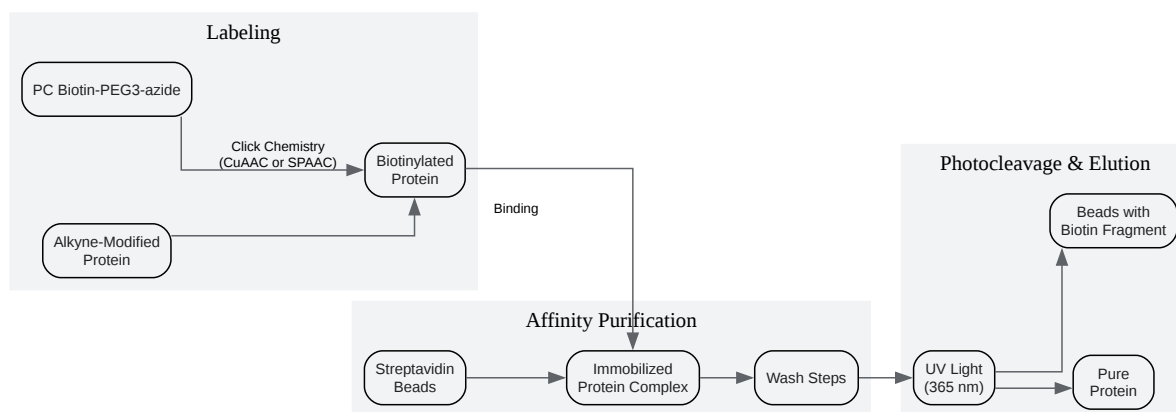 Labeling
PC Biotin-PEG3-azide
Click Chemistry
(CuAAC or SPAAC)
Biotinylated
Protein
Alkyne-Modified
Protein
Binding
Affinity Purification
Streptavidin
Beads
Immobilized
Protein Complex
Wash Steps
Photocleavage & Elution
Beads with
Biotin Fragment
UV Light
(365 nm)
Pure
Protein